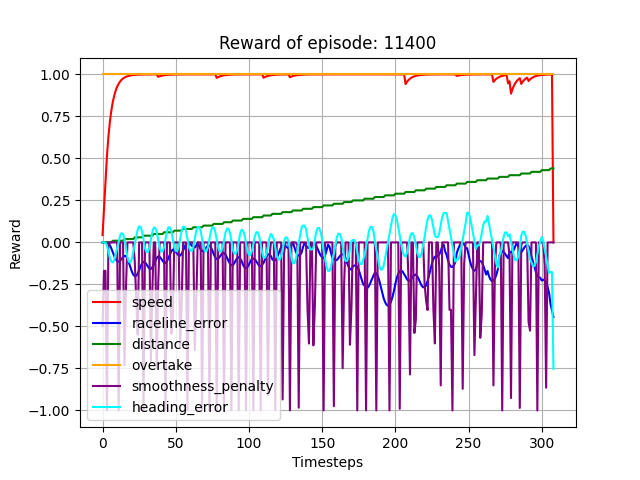 Reward of episode: 11400
Reward
1.00
0.75
0.50
0.25
0.00
−0.25
−0.50
−0.75
−1.00
speed
raceline_error
distance
overtake
smoothness_penalty
heading_error
0 50 100 150 200 250 300
Timesteps